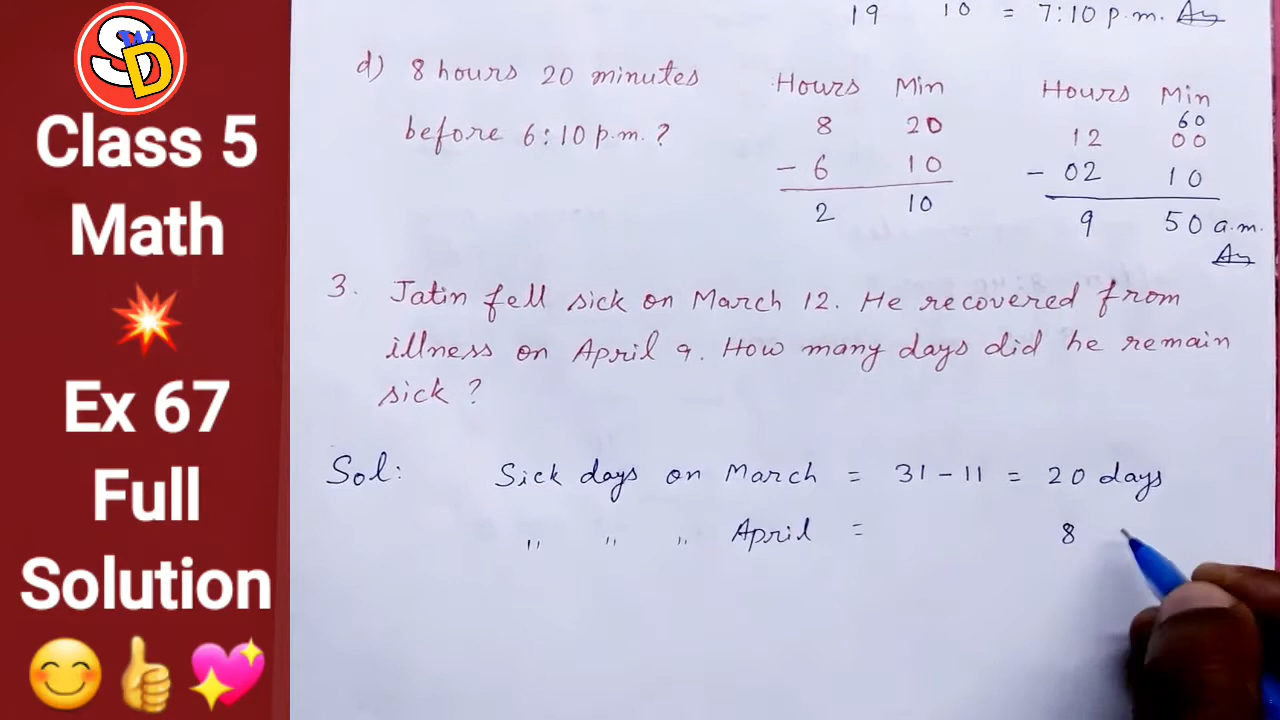 SWD
Class 5
Math
Ex 67
Full
Solution
19 10 = 7:10 p.m. Ans
d) 8 hours 20 minutes
before 6:10 p.m.?
Hours Min
8 20
- 6 10
2 10
Hours Min
60
12 00
- 02 10
9 50 a.m.
Ans
3. Jatin fell sick on March 12. He recovered from
illness on April 9. How many days did he remain
sick ?
Sol: Sick days on March = 31 - 11 = 20 days
" " " April = 8